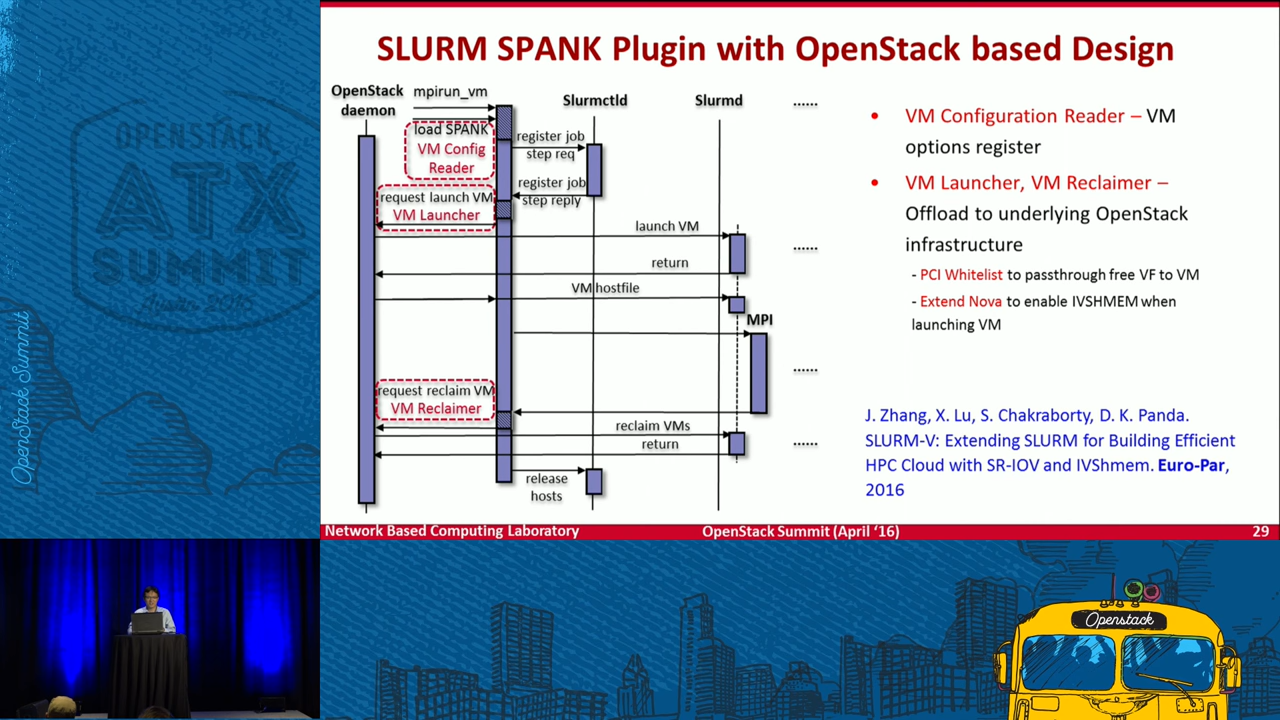 SLURM SPANK Plugin with OpenStack based Design
OpenStack
daemon
mpirun_vm
Slurmctld
Slurmd
......
load SPANK
VM Config
Reader
register job
step req
register job
step reply
request launch VM
VM Launcher
launch VM
......
return
VM hostfile
MPI
......
request reclaim VM
VM Reclaimer
reclaim VMs
return
......
release
hosts
• VM Configuration Reader – VM
options register
• VM Launcher, VM Reclaimer –
Offload to underlying OpenStack
infrastructure
- PCI Whitelist to passthrough free VF to VM
- Extend Nova to enable IVSHMEM when
launching VM
J. Zhang, X. Lu, S. Chakraborty, D. K. Panda.
SLURM-V: Extending SLURM for Building Efficient
HPC Cloud with SR-IOV and IVShmem. Euro-Par,
2016
Network Based Computing Laboratory
OpenStack Summit (April ‘16)
29
OPENSTACK
ATX
SUMMIT
Austin 2016
OpenStack Summit
Openstack